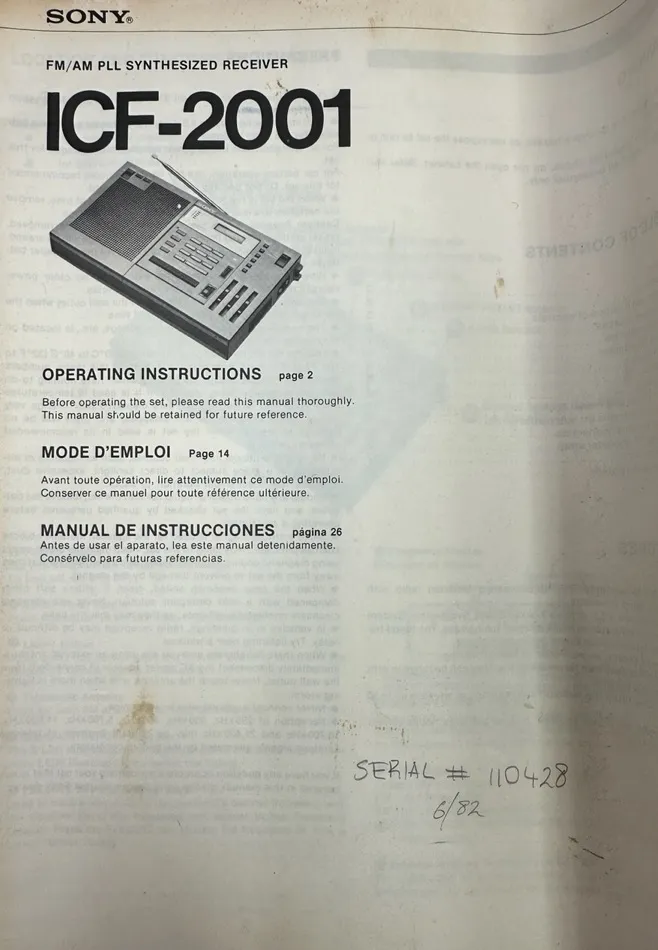 SONY®
FM/AM PLL SYNTHESIZED RECEIVER
ICF-2001
OPERATING INSTRUCTIONS page 2
Before operating the set, please read this manual thoroughly.
This manual should be retained for future reference.
MODE D'EMPLOI Page 14
Avant toute opération, lire attentivement ce mode d'emploi.
Conserver ce manuel pour toute référence ultérieure.
MANUAL DE INSTRUCCIONES página 26
Antes de usar el aparato, lea este manual detenidamente.
Consérvelo para futuras referencias.
SERIAL # 110428
6/82